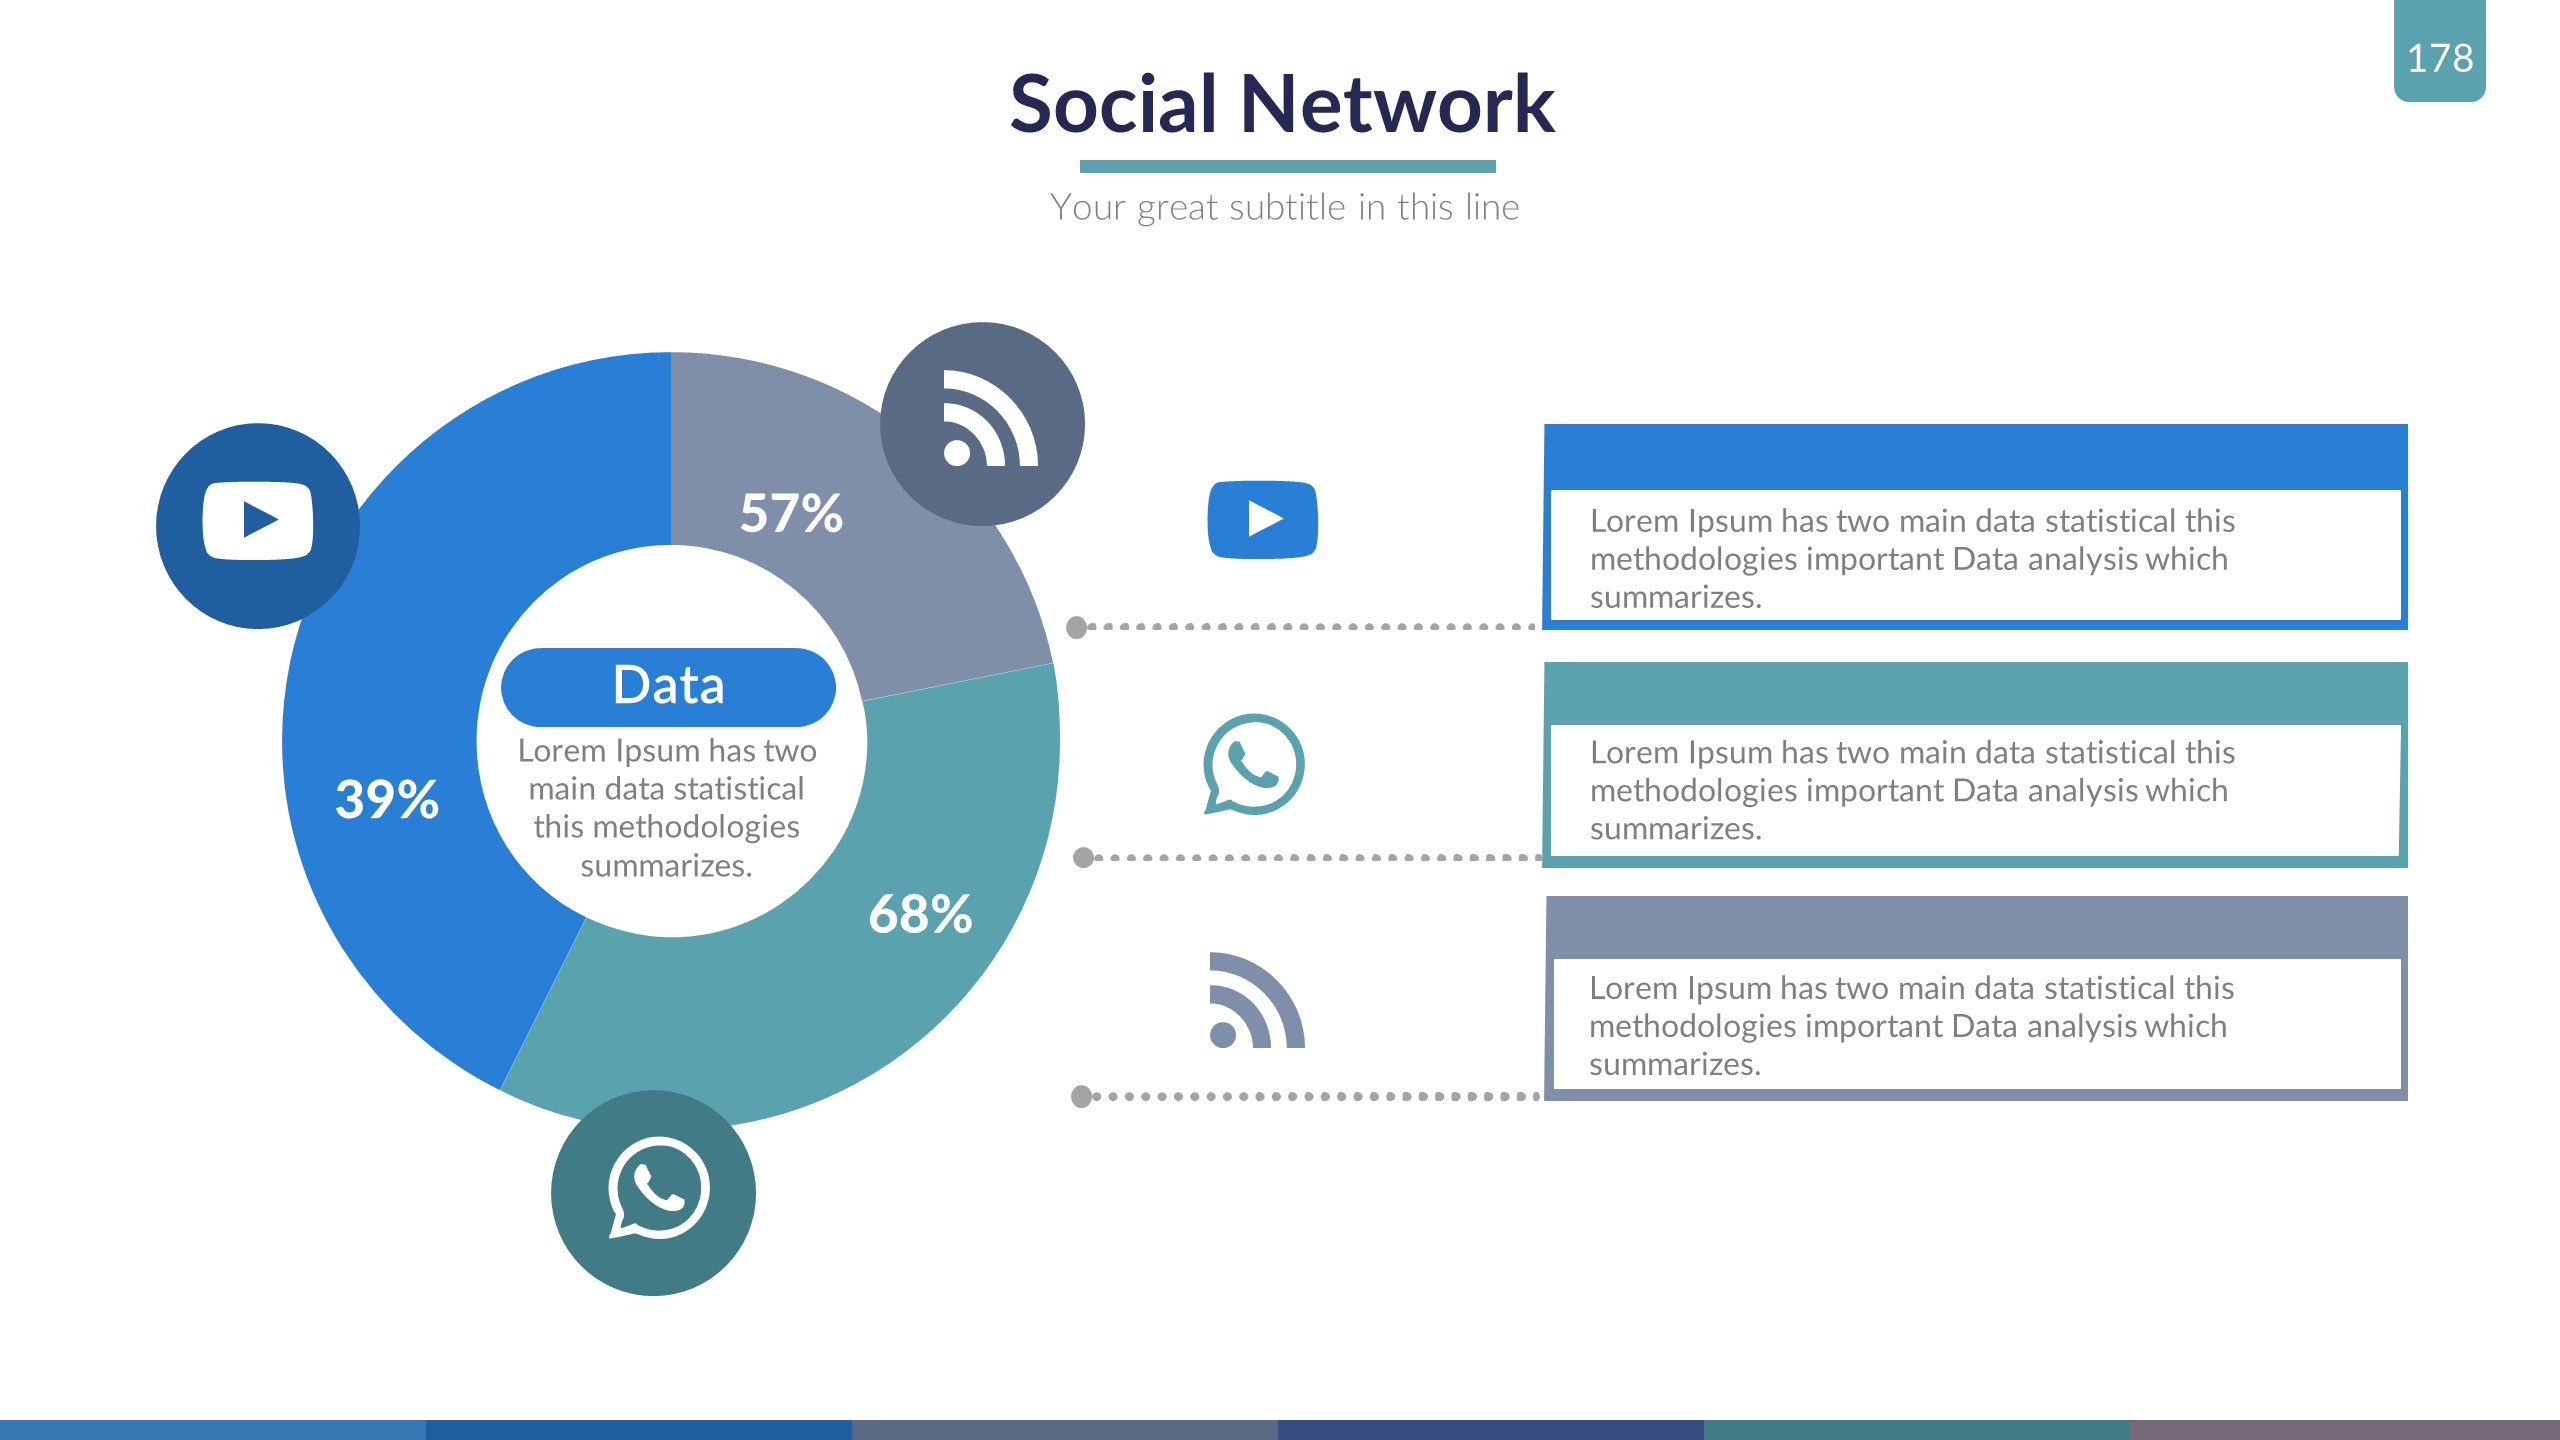 178
Social Network
Your great subtitle in this line
57%
39%
68%
Data
Lorem Ipsum has two
main data statistical
this methodologies
summarizes.
Lorem Ipsum has two main data statistical this
methodologies important Data analysis which
summarizes.
Lorem Ipsum has two main data statistical this
methodologies important Data analysis which
summarizes.
Lorem Ipsum has two main data statistical this
methodologies important Data analysis which
summarizes.